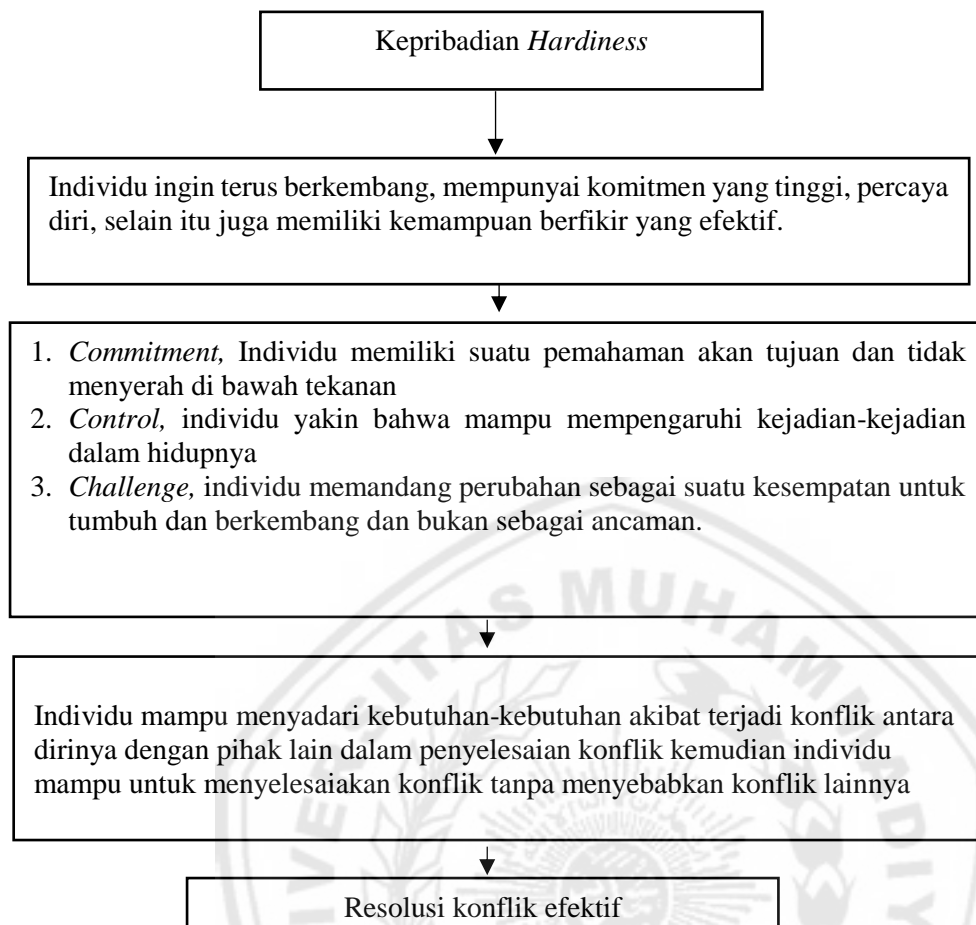 Kepribadian Hardiness
Individu ingin terus berkembang, mempunyai komitmen yang tinggi, percaya
diri, selain itu juga memiliki kemampuan berfikir yang efektif.
1. Commitment, Individu memiliki suatu pemahaman akan tujuan dan tidak
menyerah di bawah tekanan
2. Control, individu yakin bahwa mampu mempengaruhi kejadian-kejadian
dalam hidupnya
3. Challenge, individu memandang perubahan sebagai suatu kesempatan untuk
tumbuh dan berkembang dan bukan sebagai ancaman.
Individu mampu menyadari kebutuhan-kebutuhan akibat terjadi konflik antara
dirinya dengan pihak lain dalam penyelesaian konflik kemudian individu
mampu untuk menyelesaiakan konflik tanpa menyebabkan konflik lainnya
Resolusi konflik efektif